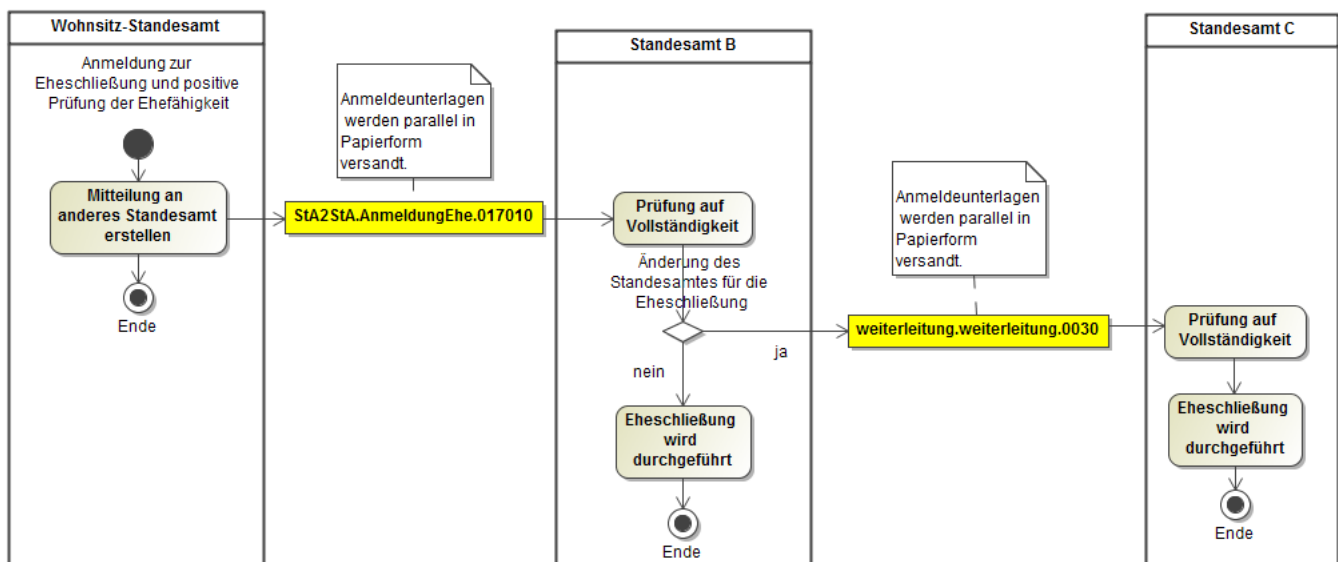 Wohnsitz-Standesamt
Anmeldung zur
Eheschließung und positive
Prüfung der Ehefähigkeit
Mitteilung an
anderes Standesamt
erstellen
Ende
Anmeldeunterlagen
werden parallel in
Papierform
versandt.
StA2StA.AnmeldungEhe.017010
Standesamt B
Prüfung auf
Vollständigkeit
Änderung des
Standesamtes für die
Eheschließung
ja
nein
Eheschließung
wird
durchgeführt
Ende
Anmeldeunterlagen
werden parallel in
Papierform
versandt.
weiterleitung.weiterleitung.0030
Standesamt C
Prüfung auf
Vollständigkeit
Eheschließung
wird
durchgeführt
Ende